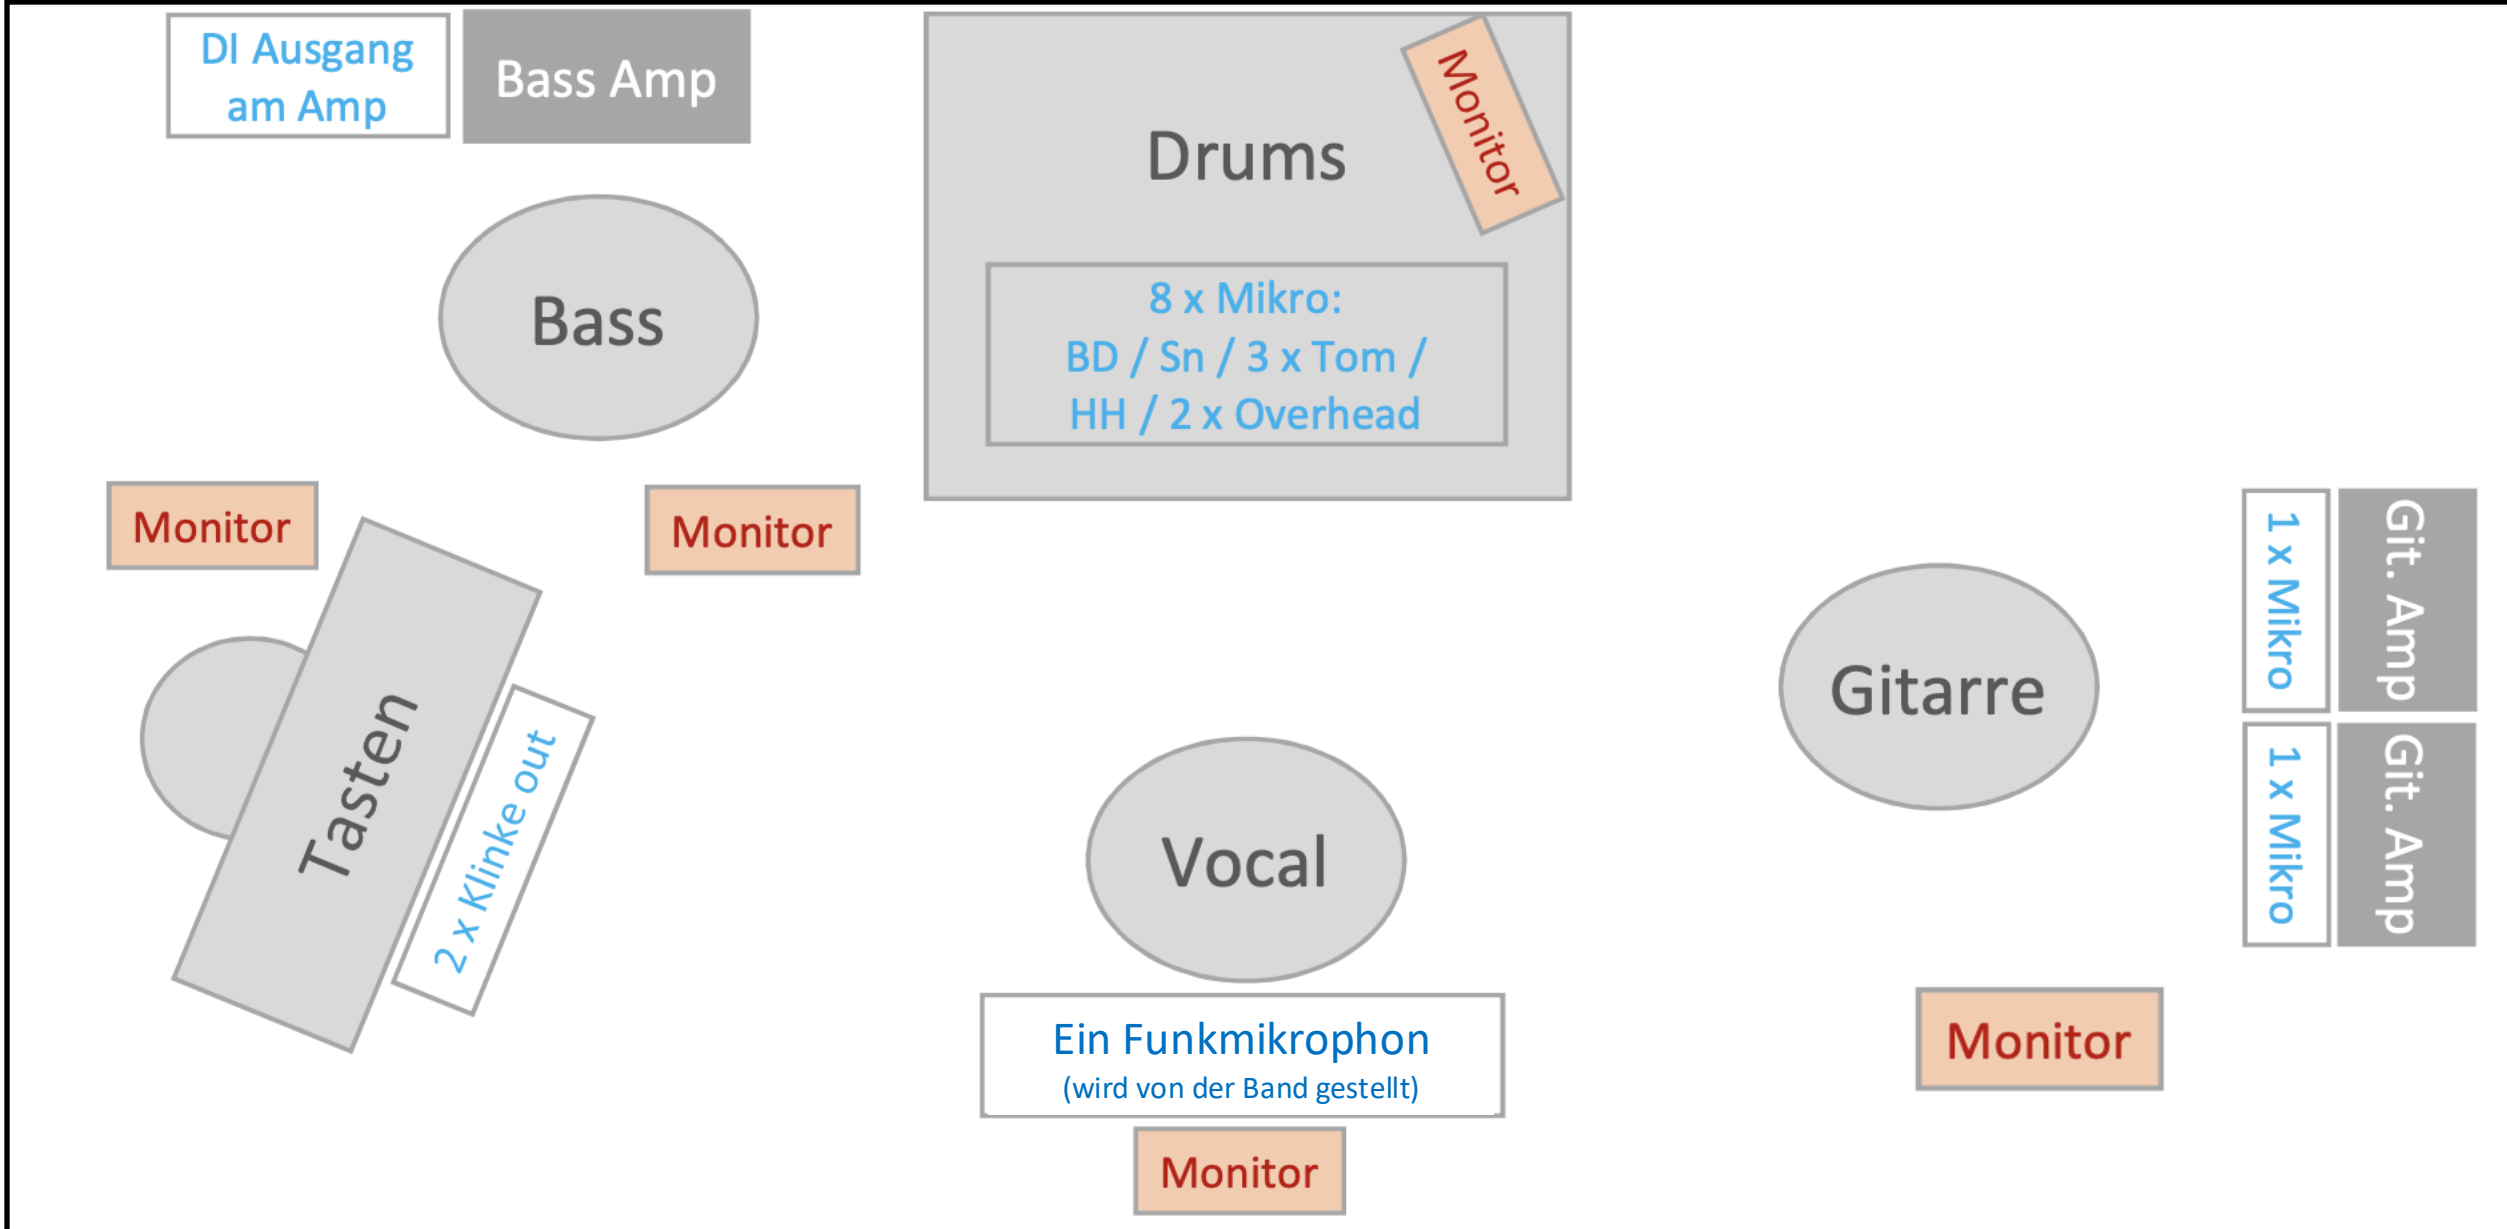 DI Ausgang
am Amp
Bass Amp
Drums
Monitor
8 x Mikro:
BD / Sn / 3 x Tom /
HH / 2 x Overhead
Bass
Monitor
Monitor
Tasten
2 x Klinke out
Gitarre
1 x Mikro
Git. Amp
1 x Mikro
Git. Amp
Vocal
Ein Funkmikrophon
(wird von der Band gestellt)
Monitor
Monitor